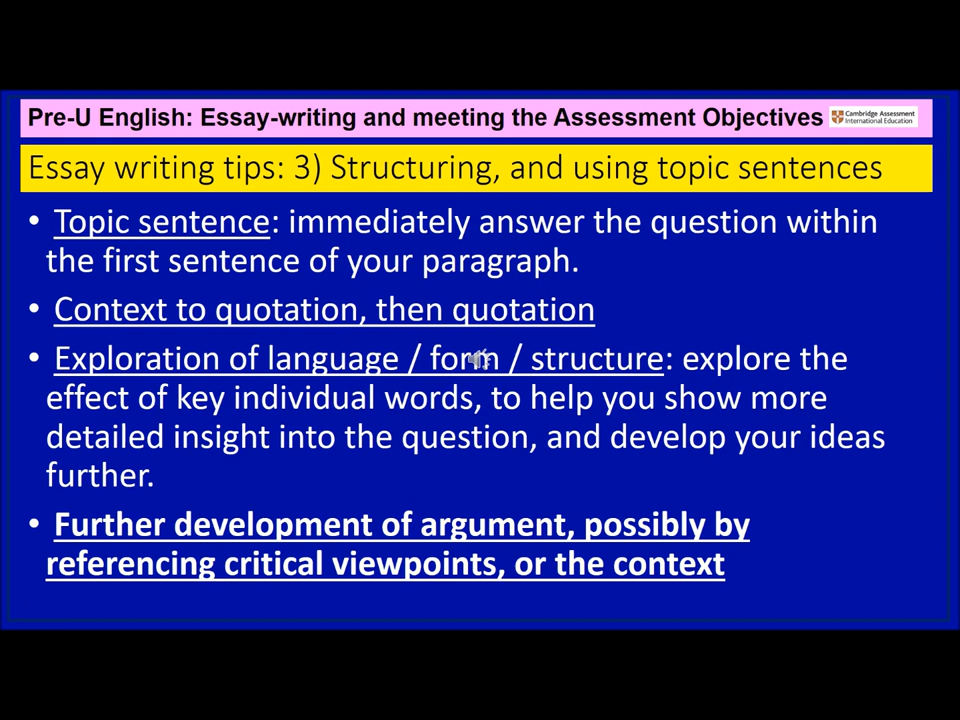 Pre-U English: Essay-writing and meeting the Assessment Objectives
Cambridge Assessment
International Education
Essay writing tips: 3) Structuring, and using topic sentences
• Topic sentence: immediately answer the question within
the first sentence of your paragraph.
• Context to quotation, then quotation
• Exploration of language / form / structure: explore the
effect of key individual words, to help you show more
detailed insight into the question, and develop your ideas
further.
• Further development of argument, possibly by
referencing critical viewpoints, or the context